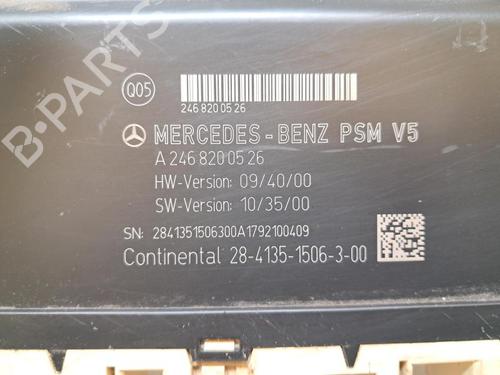 Q05
246 820 05 26
MERCEDES-BENZ PSM V5
A 246 820 05 26
HW-Version: 09/40/00
SW-Version: 10/35/00
SN: 2841351506300A1792100409
Continental 28-4135-1506-3-00
B-PARTS